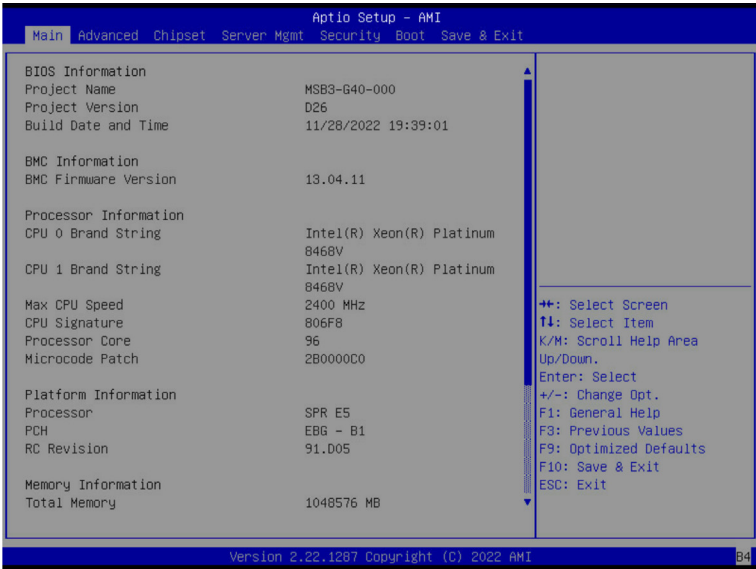 Aptio Setup - AMI
Main Advanced Chipset Server Mgmt Security Boot Save & Exit
BIOS Information
Project Name MSB3-G40-000
Project Version D26
Build Date and Time 11/28/2022 19:39:01
BMC Information
BMC Firmware Version 13.04.11
Processor Information
CPU 0 Brand String Intel(R) Xeon(R) Platinum
8468V
CPU 1 Brand String Intel(R) Xeon(R) Platinum
8468V
Max CPU Speed 2400 MHz
CPU Signature 806F8
Processor Core 96
Microcode Patch 2B0000C0
Platform Information
Processor SPR E5
PCH EBG - B1
RC Revision 91.D05
Memory Information
Total Memory 1048576 MB
→←: Select Screen
↑↓: Select Item
K/M: Scroll Help Area
Up/Down.
Enter: Select
+/-: Change Opt.
F1: General Help
F3: Previous Values
F9: Optimized Defaults
F10: Save & Exit
ESC: Exit
Version 2.22.1287 Copyright (C) 2022 AMI
B4